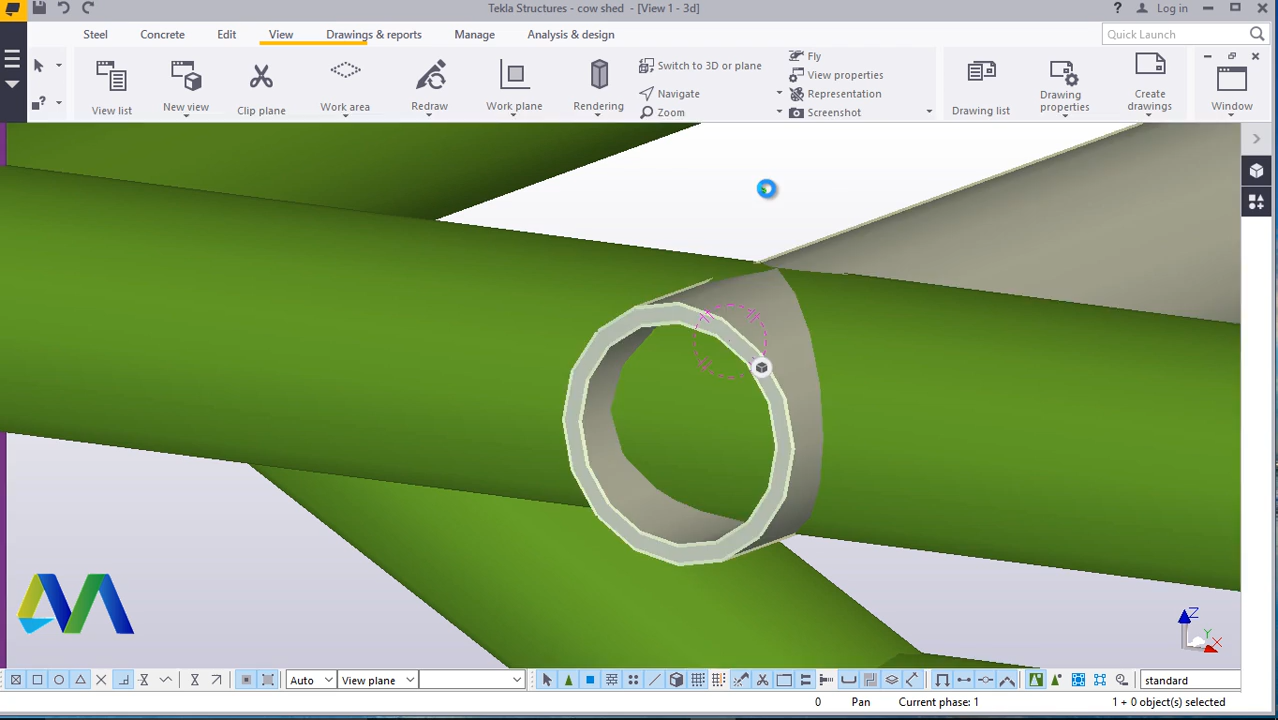 Tekla Structures - cow shed - [View 1 - 3d]
? Log in
Steel Concrete Edit View Drawings & reports Manage Analysis & design
Quick Launch
View list
New view
Clip plane
Work area
Redraw
Work plane
Rendering
Switch to 3D or plane
Navigate
Zoom
Fly
View properties
Representation
Screenshot
Drawing list
Drawing properties
Create drawings
Window
Z
Y
X
Auto View plane standard
0 Pan Current phase: 1 1 + 0 object(s) selected